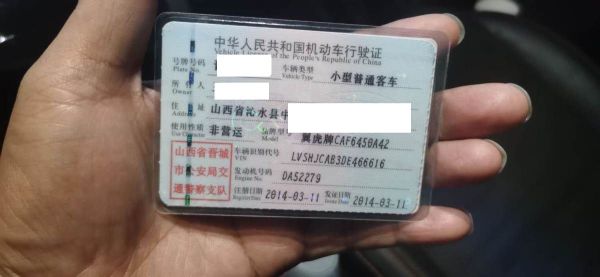 中华人民共和国机动车行驶证
Vehicle License of the People's Republic of China
号牌号码 车辆类型 小型普通客车
Plate No. Vehicle Type
所有人
Owner
住址 山西省沁水县
Address
使用性质 非营运 品牌型号 翼虎牌CAF6450A42
Use Character Model
山西省晋城 车辆识别代号 LVSHJCAB3DE466616
VIN
市公安局交 发动机号码 DA52279
Engine No.
通警察支队 注册日期 2014-03-11 发证日期 2014-03-11
Register Date Issue Date